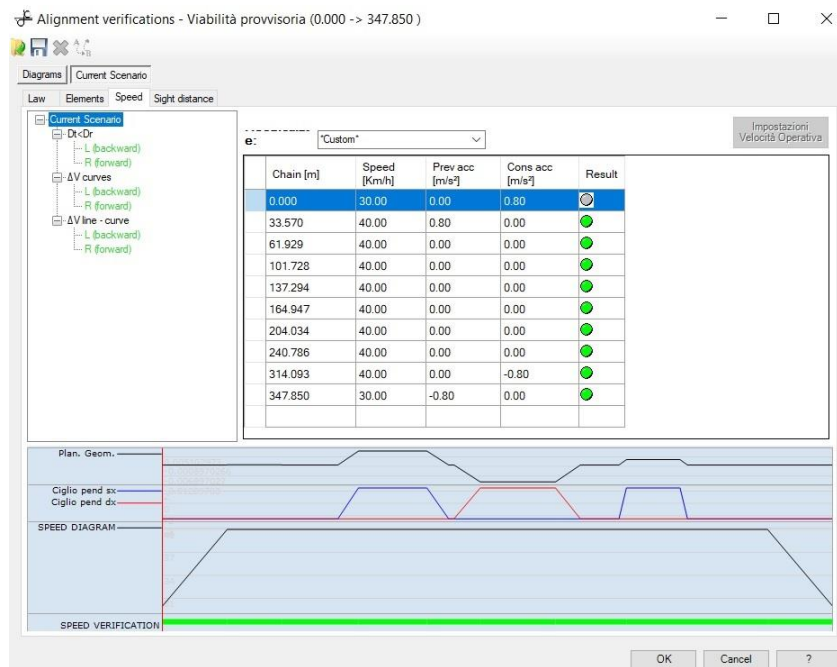 Alignment verifications - Viabilità provvisoria (0.000 -> 347.850 )
Diagrams Current Scenario
Law Elements Speed Sight distance
Current Scenario
Dt<Dr
L (backward)
R (forward)
ΔV curves
L (backward)
R (forward)
ΔV line - curve
L (backward)
R (forward)
e: "Custom"
Impostazioni
Velocità Operativa
Chain [m] Speed [Km/h] Prev acc [m/s²] Cons acc [m/s²] Result
0.000 30.00 0.00 0.80
33.570 40.00 0.80 0.00
61.929 40.00 0.00 0.00
101.728 40.00 0.00 0.00
137.294 40.00 0.00 0.00
164.947 40.00 0.00 0.00
204.034 40.00 0.00 0.00
240.786 40.00 0.00 0.00
314.093 40.00 0.00 -0.80
347.850 30.00 -0.80 0.00
Plan. Geom.
Ciglio pend sx
Ciglio pend dx
SPEED DIAGRAM
SPEED VERIFICATION
OK Cancel ?